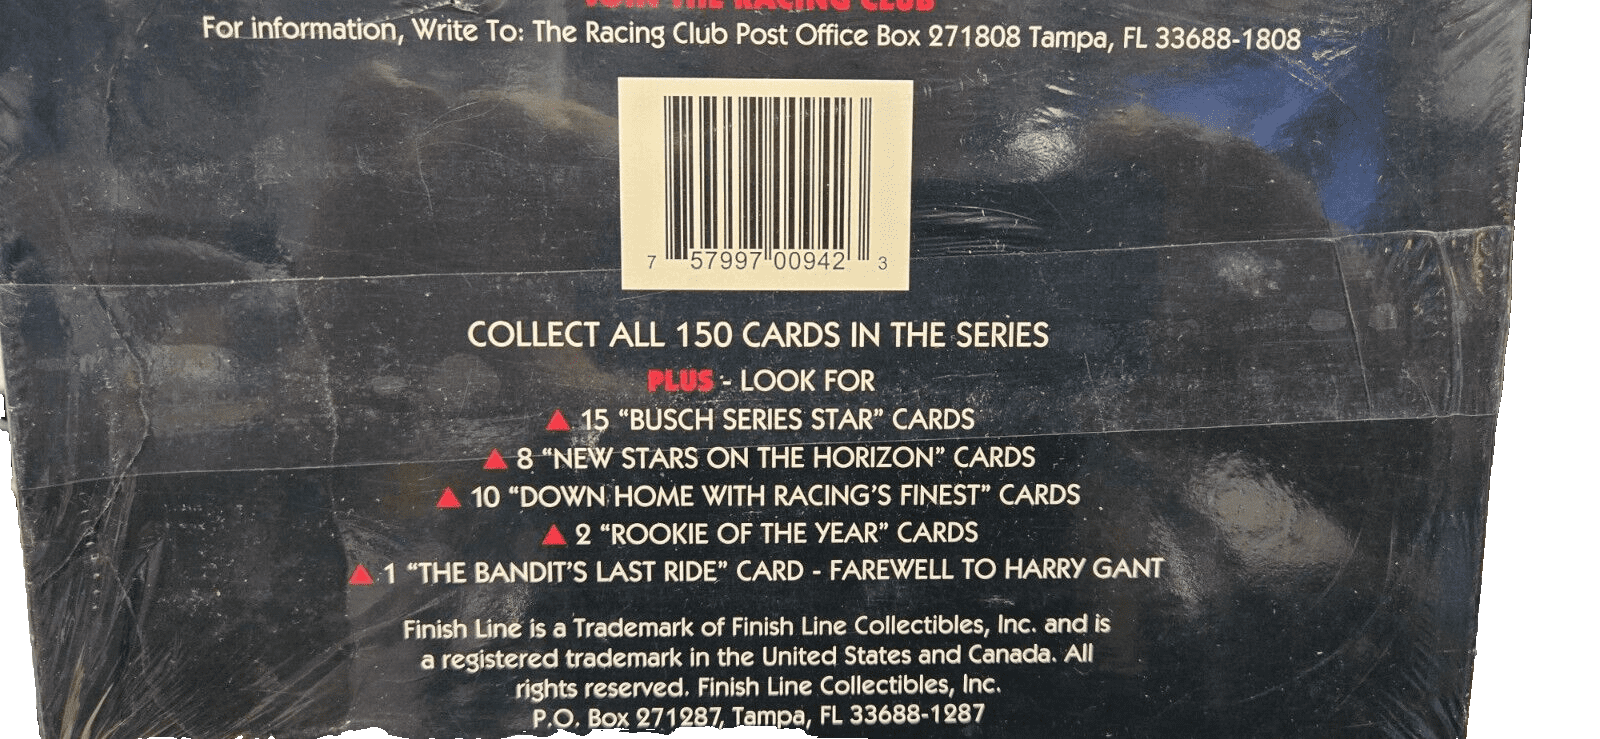 JOIN THE RACING CLUB
For information, Write To: The Racing Club Post Office Box 271808 Tampa, FL 33688-1808
7 57997 00942 3
COLLECT ALL 150 CARDS IN THE SERIES
PLUS - LOOK FOR
▲ 15 “BUSCH SERIES STAR” CARDS
▲ 8 “NEW STARS ON THE HORIZON” CARDS
▲ 10 “DOWN HOME WITH RACING’S FINEST” CARDS
▲ 2 “ROOKIE OF THE YEAR” CARDS
▲ 1 “THE BANDIT’S LAST RIDE” CARD - FAREWELL TO HARRY GANT
Finish Line is a Trademark of Finish Line Collectibles, Inc. and is
a registered trademark in the United States and Canada. All
rights reserved. Finish Line Collectibles, Inc.
P.O. Box 271287, Tampa, FL 33688-1287